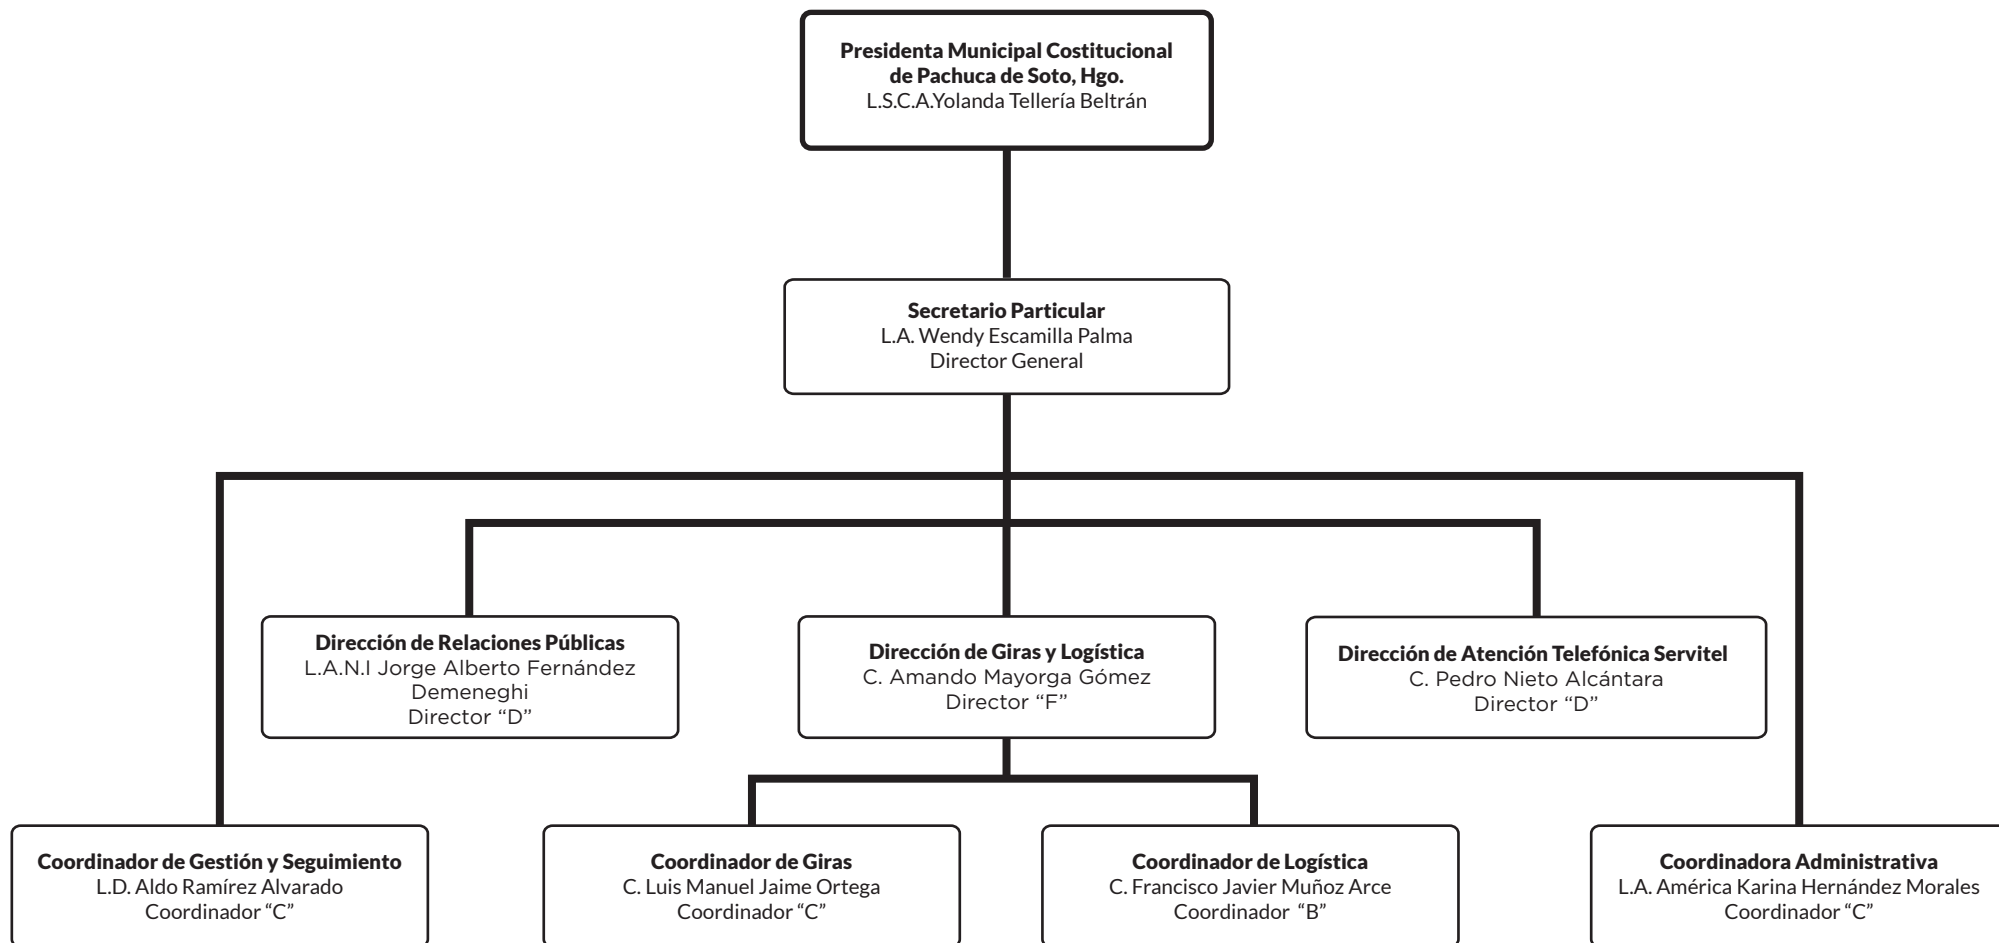 Presidenta Municipal Costitucional
de Pachuca de Soto, Hgo.
L.S.C.A.Yolanda Tellería Beltrán
Secretario Particular
L.A. Wendy Escamilla Palma
Director General
Dirección de Relaciones Públicas
L.A.N.I Jorge Alberto Fernández
Demeneghi
Director “D”
Dirección de Giras y Logística
C. Amando Mayorga Gómez
Director “F”
Dirección de Atención Telefónica Servitel
C. Pedro Nieto Alcántara
Director “D”
Coordinador de Gestión y Seguimiento
L.D. Aldo Ramírez Alvarado
Coordinador “C”
Coordinador de Giras
C. Luis Manuel Jaime Ortega
Coordinador “C”
Coordinador de Logística
C. Francisco Javier Muñoz Arce
Coordinador “B”
Coordinadora Administrativa
L.A. América Karina Hernández Morales
Coordinador “C”